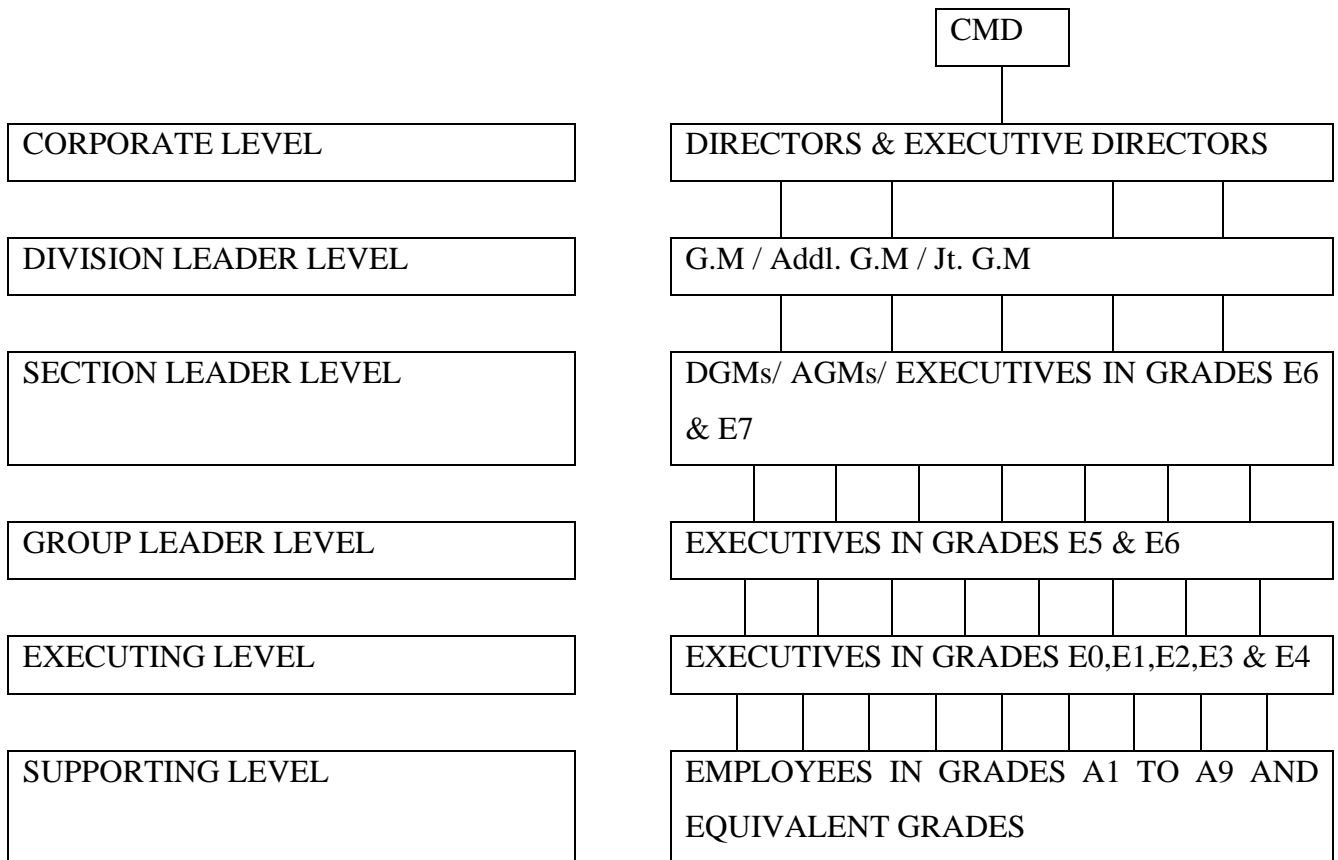 CMD
CORPORATE LEVEL
DIRECTORS & EXECUTIVE DIRECTORS
DIVISION LEADER LEVEL
G.M / Addl. G.M / Jt. G.M
SECTION LEADER LEVEL
DGMs/ AGMs/ EXECUTIVES IN GRADES E6
& E7
GROUP LEADER LEVEL
EXECUTIVES IN GRADES E5 & E6
EXECUTING LEVEL
EXECUTIVES IN GRADES E0,E1,E2,E3 & E4
SUPPORTING LEVEL
EMPLOYEES IN GRADES A1 TO A9 AND
EQUIVALENT GRADES